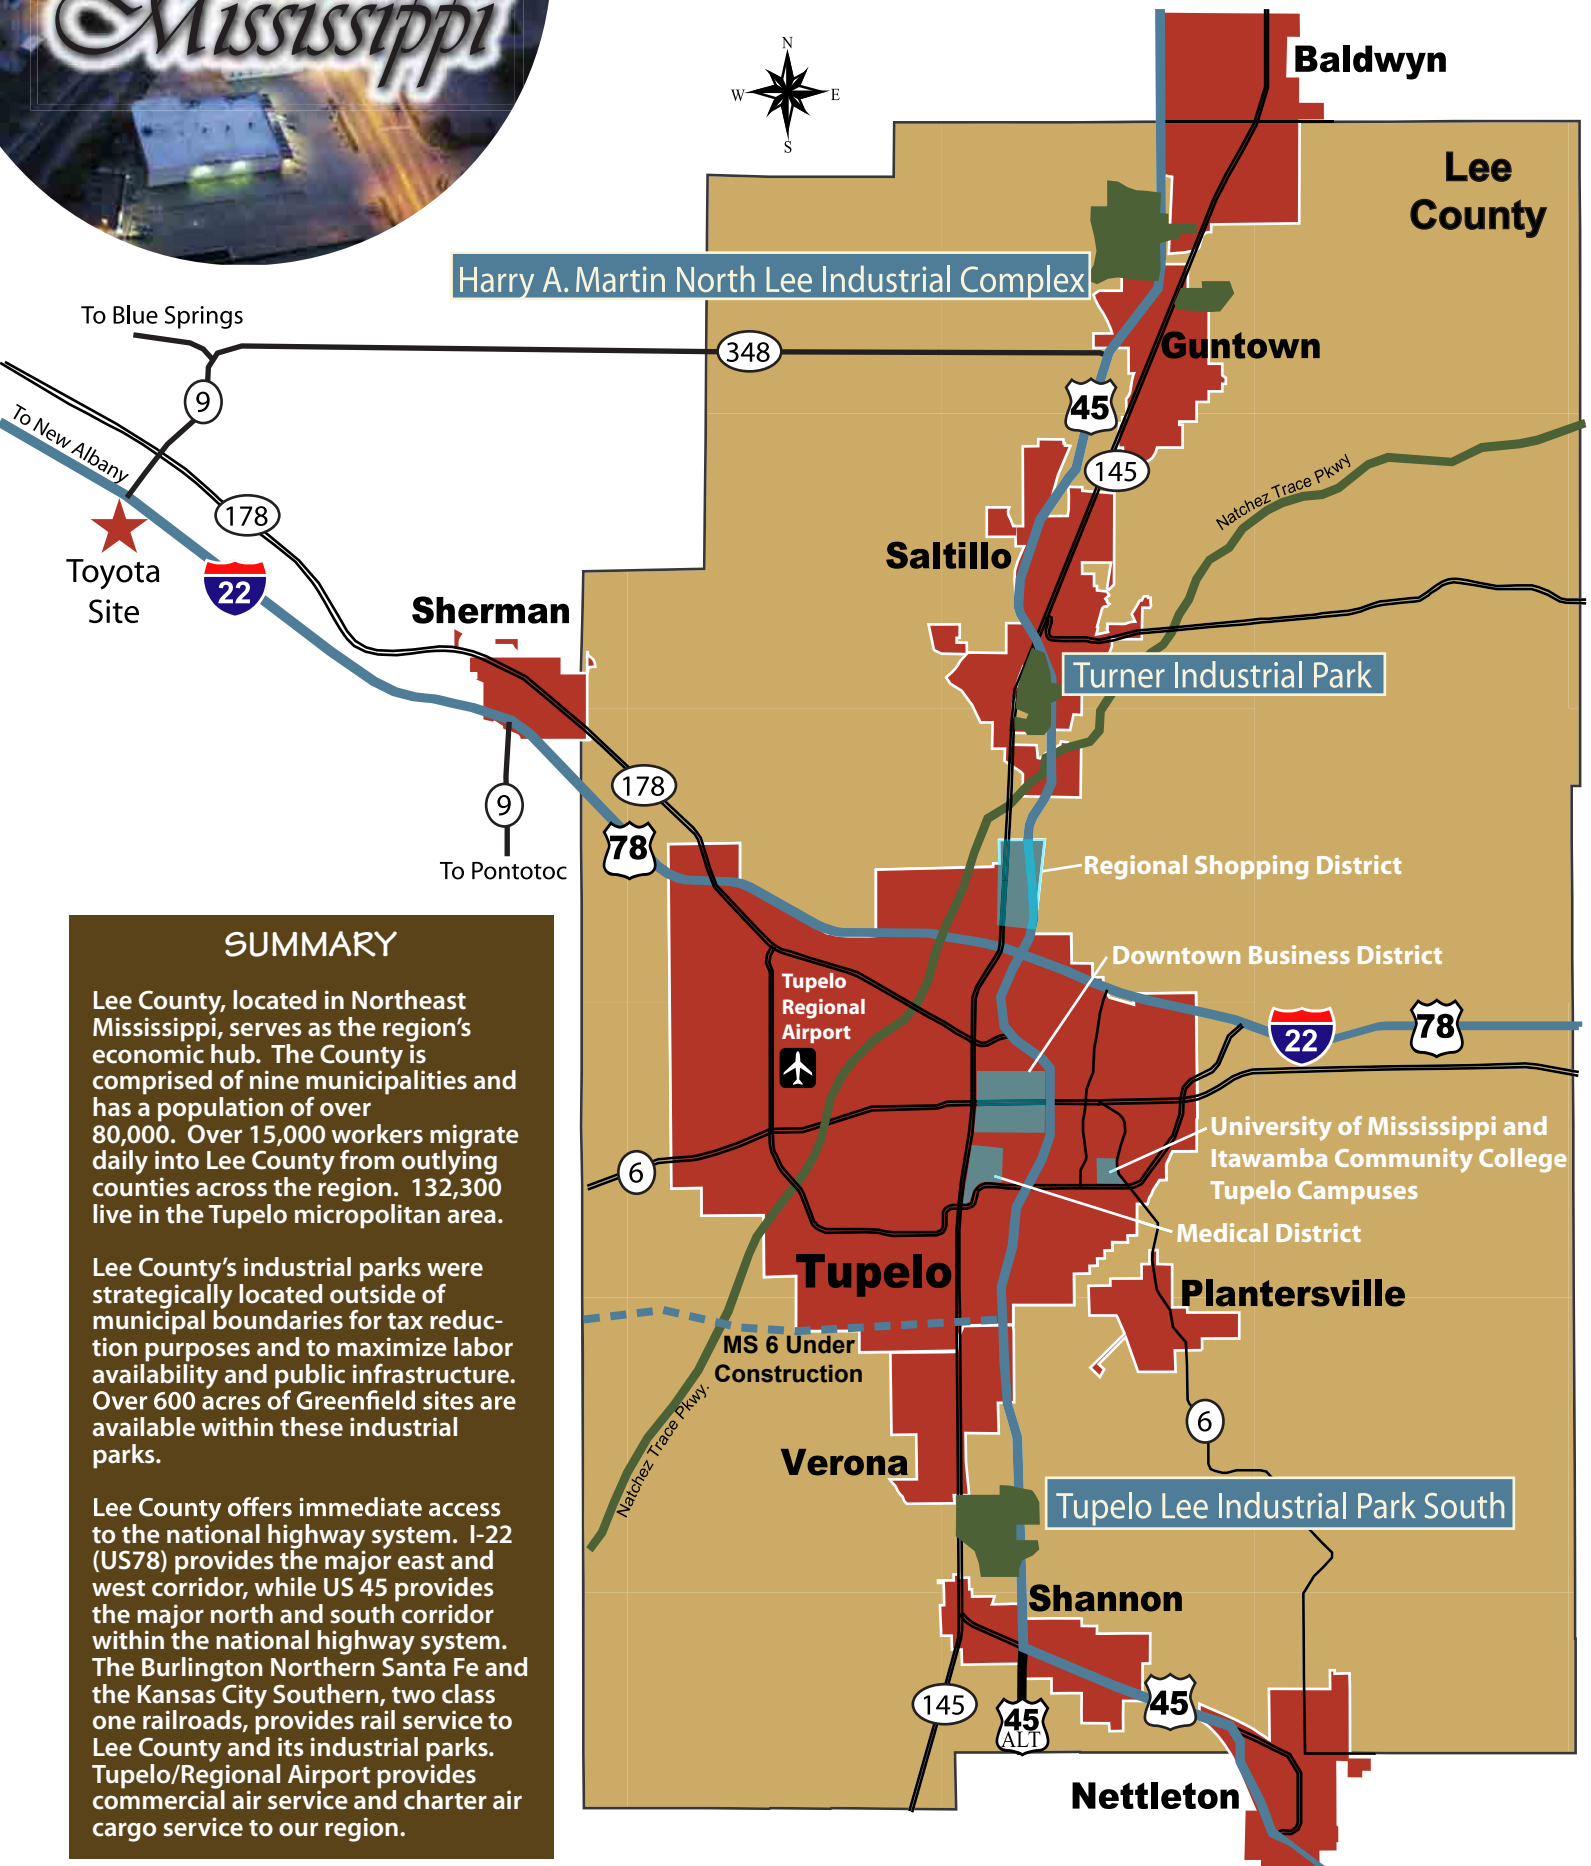 Mississippi
N
W E
S
Baldwyn
Lee
County
Harry A. Martin North Lee Industrial Complex
To Blue Springs
348
Guntown
9
45
To New Albany
145
Natchez Trace Pkwy
178
Toyota
Site
22
Saltillo
Sherman
Turner Industrial Park
178
9
78
To Pontotoc
Regional Shopping District
Downtown Business District
Tupelo
Regional
Airport
22
78
University of Mississippi and
Itawamba Community College
Tupelo Campuses
6
Medical District
Tupelo
Plantersville
MS 6 Under
Construction
Natchez Trace Pkwy.
6
Verona
Tupelo Lee Industrial Park South
Shannon
145
45
ALT
45
Nettleton
SUMMARY
Lee County, located in Northeast
Mississippi, serves as the region's
economic hub. The County is
comprised of nine municipalities and
has a population of over
80,000. Over 15,000 workers migrate
daily into Lee County from outlying
counties across the region. 132,300
live in the Tupelo micropolitan area.
Lee County's industrial parks were
strategically located outside of
municipal boundaries for tax reduc-
tion purposes and to maximize labor
availability and public infrastructure.
Over 600 acres of Greenfield sites are
available within these industrial
parks.
Lee County offers immediate access
to the national highway system. I-22
(US78) provides the major east and
west corridor, while US 45 provides
the major north and south corridor
within the national highway system.
The Burlington Northern Santa Fe and
the Kansas City Southern, two class
one railroads, provides rail service to
Lee County and its industrial parks.
Tupelo/Regional Airport provides
commercial air service and charter air
cargo service to our region.